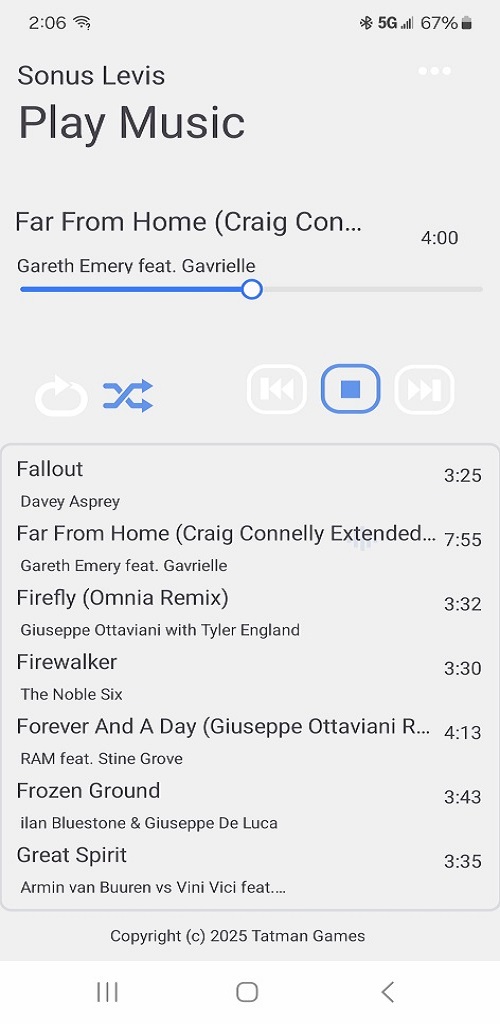 2:06
5G
67%
Sonus Levis
Play Music
Far From Home (Craig Con...
4:00
Gareth Emery feat. Gavrielle
Fallout
3:25
Davey Asprey
Far From Home (Craig Connelly Extended...
7:55
Gareth Emery feat. Gavrielle
Firefly (Omnia Remix)
3:32
Giuseppe Ottaviani with Tyler England
Firewalker
3:30
The Noble Six
Forever And A Day (Giuseppe Ottaviani R...
4:13
RAM feat. Stine Grove
Frozen Ground
3:43
ilan Bluestone & Giuseppe De Luca
Great Spirit
3:35
Armin van Buuren vs Vini Vici feat....
Copyright (c) 2025 Tatman Games